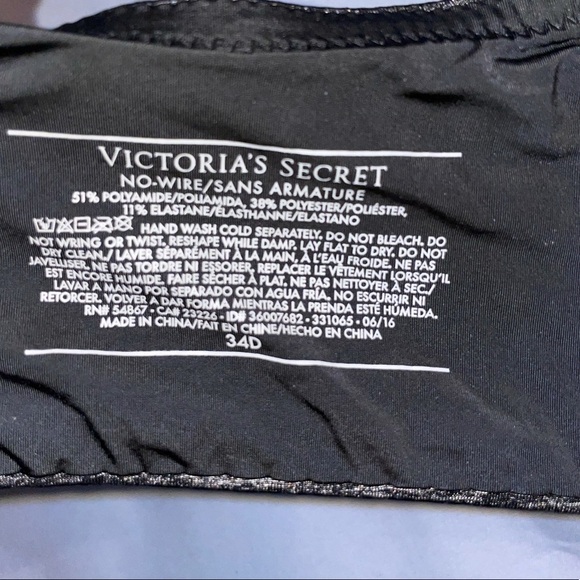 VICTORIA'S SECRET
NO-WIRE/SANS ARMATURE
51% POLYAMIDE/POLIAMIDA, 38% POLYESTER/POLIÉSTER,
11% ELASTANE/ÉLASTHANNE/ELASTANO
HAND WASH COLD SEPARATELY. DO NOT BLEACH. DO
NOT WRING OR TWIST. RESHAPE WHILE DAMP. LAY FLAT TO DRY. DO NOT
DRY CLEAN./ LAVER SÉPARÉMENT À LA MAIN, À L'EAU FROIDE. NE PAS
JAVELLISER. NE PAS TORDRE NI ESSORER. REPLACER LE VÊTEMENT LORSQU'IL
EST ENCORE HUMIDE. FAIRE SÉCHER À PLAT. NE PAS NETTOYER À SEC./
LAVAR A MANO POR SEPARADO CON AGUA FRÍA. NO ESCURRIR NI
RETORCER. VOLVER A DAR FORMA MIENTRAS LA PRENDA ESTÉ HÚMEDA.
RN# 54867 • CA# 23226 • ID# 36007682 • 331065 • 06/16
MADE IN CHINA/FAIT EN CHINE/HECHO EN CHINA
34D